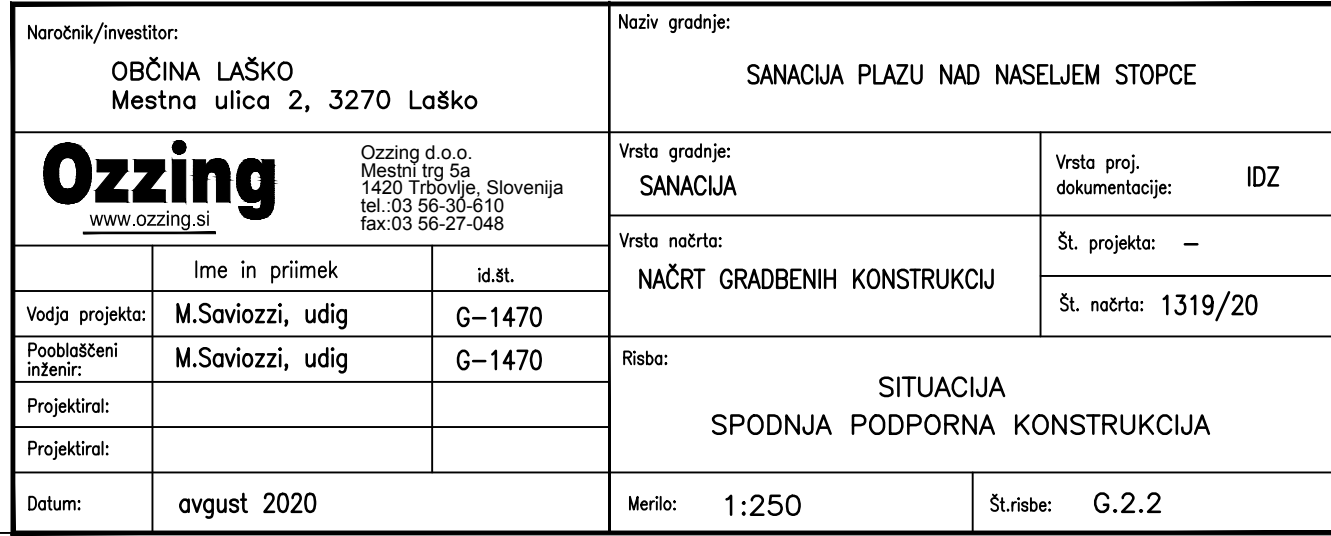 Naročnik/investitor:
OBČINA LAŠKO
Mestna ulica 2, 3270 Laško
Naziv gradnje:
SANACIJA PLAZU NAD NASELJEM STOPCE
Ozzing
www.ozzing.si
Ozzing d.o.o.
Mestni trg 5a
1420 Trbovlje, Slovenija
tel.:03 56-30-610
fax:03 56-27-048
Vrsta gradnje:
SANACIJA
Vrsta proj.
dokumentacije: IDZ
Vrsta načrta:
NAČRT GRADBENIH KONSTRUKCIJ
Št. projekta: –
Št. načrta: 1319/20
Ime in priimek id.št.
Vodja projekta: M.Saviozzi, udig G–1470
Pooblaščeni
inženir: M.Saviozzi, udig G–1470
Projektiral:
Projektiral:
Datum: avgust 2020
Risba:
SITUACIJA
SPODNJA PODPORNA KONSTRUKCIJA
Merilo: 1:250 Št.risbe: G.2.2